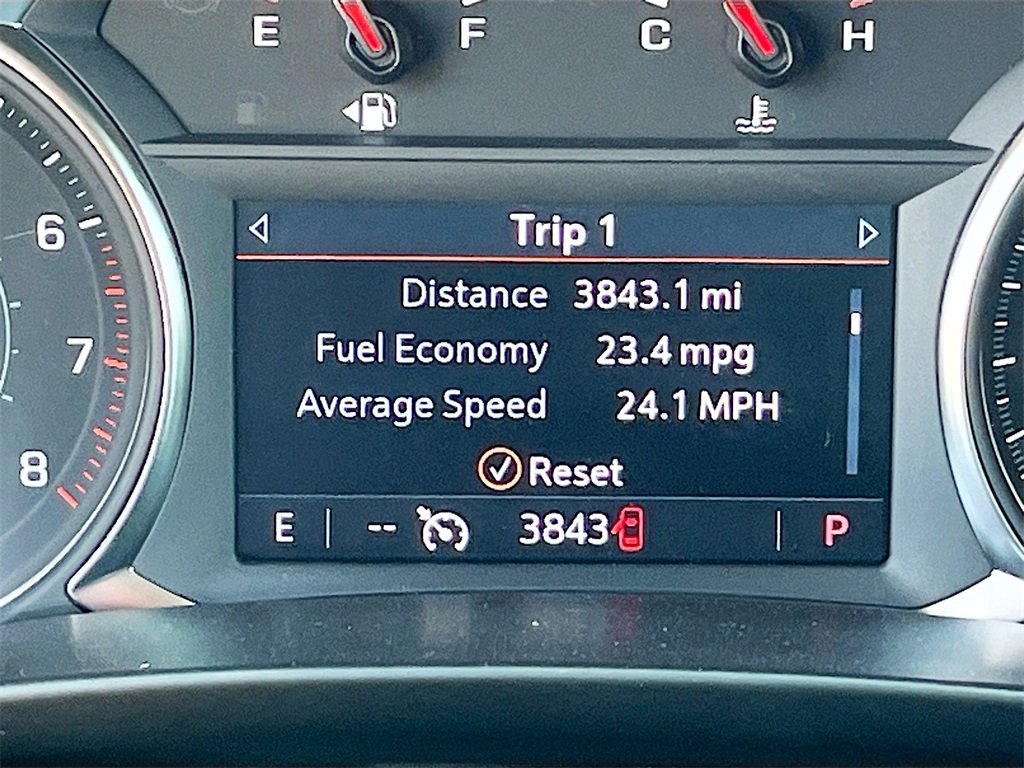 E F C H
Trip 1
Distance 3843.1 mi
Fuel Economy 23.4 mpg
Average Speed 24.1 MPH
Reset
E -- 3843 P
6
7
8